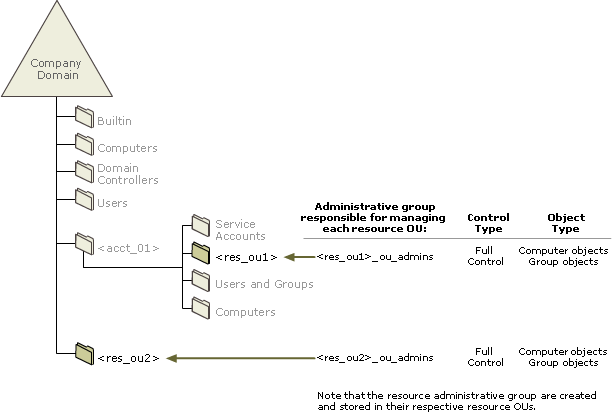 Company
Domain
Builtin
Computers
Domain
Controllers
Users
<acct_01>
Service
Accounts
<res_ou1>
Users and Groups
Computers
<res_ou2>
Administrative group
responsible for managing
each resource OU:
Control
Type
Object
Type
<res_ou1>_ou_admins
Full
Control
Computer objects
Group objects
<res_ou2>_ou_admins
Full
Control
Computer objects
Group Objects
Note that the resource administrative group are created
and stored in their respective resource OUs.